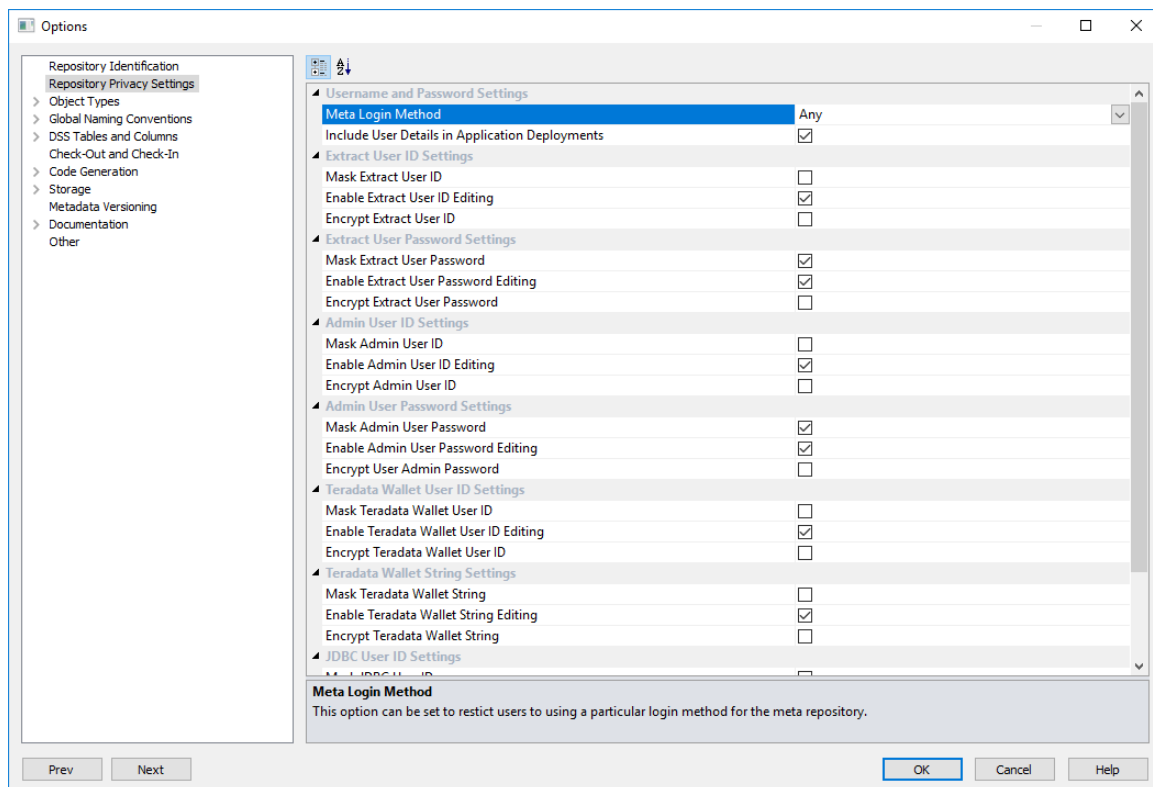 Options
Repository Identification
Repository Privacy Settings
Object Types
Global Naming Conventions
DSS Tables and Columns
Check-Out and Check-In
Code Generation
Storage
Metadata Versioning
Documentation
Other
Username and Password Settings
Meta Login Method Any
Include User Details in Application Deployments
Extract User ID Settings
Mask Extract User ID
Enable Extract User ID Editing
Encrypt Extract User ID
Extract User Password Settings
Mask Extract User Password
Enable Extract User Password Editing
Encrypt Extract User Password
Admin User ID Settings
Mask Admin User ID
Enable Admin User ID Editing
Encrypt Admin User ID
Admin User Password Settings
Mask Admin User Password
Enable Admin User Password Editing
Encrypt User Admin Password
Teradata Wallet User ID Settings
Mask Teradata Wallet User ID
Enable Teradata Wallet User ID Editing
Encrypt Teradata Wallet User ID
Teradata Wallet String Settings
Mask Teradata Wallet String
Enable Teradata Wallet String Editing
Encrypt Teradata Wallet String
JDBC User ID Settings
Mask JDBC User ID
Meta Login Method
This option can be set to restict users to using a particular login method for the meta repository.
Prev Next OK Cancel Help